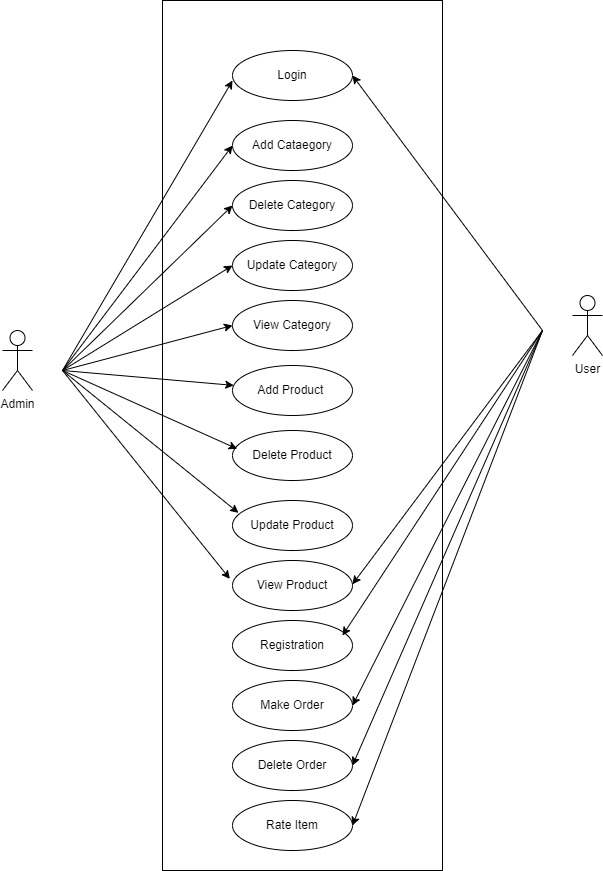 Login
Add Cataegory
Delete Category
Update Category
View Category
Add Product
Delete Product
Update Product
View Product
Registration
Make Order
Delete Order
Rate Item
Admin
User